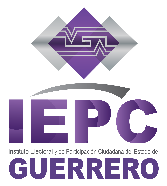 IEPC
Instituto Electoral y de Participación Ciudadana del Estado de
GUERRERO